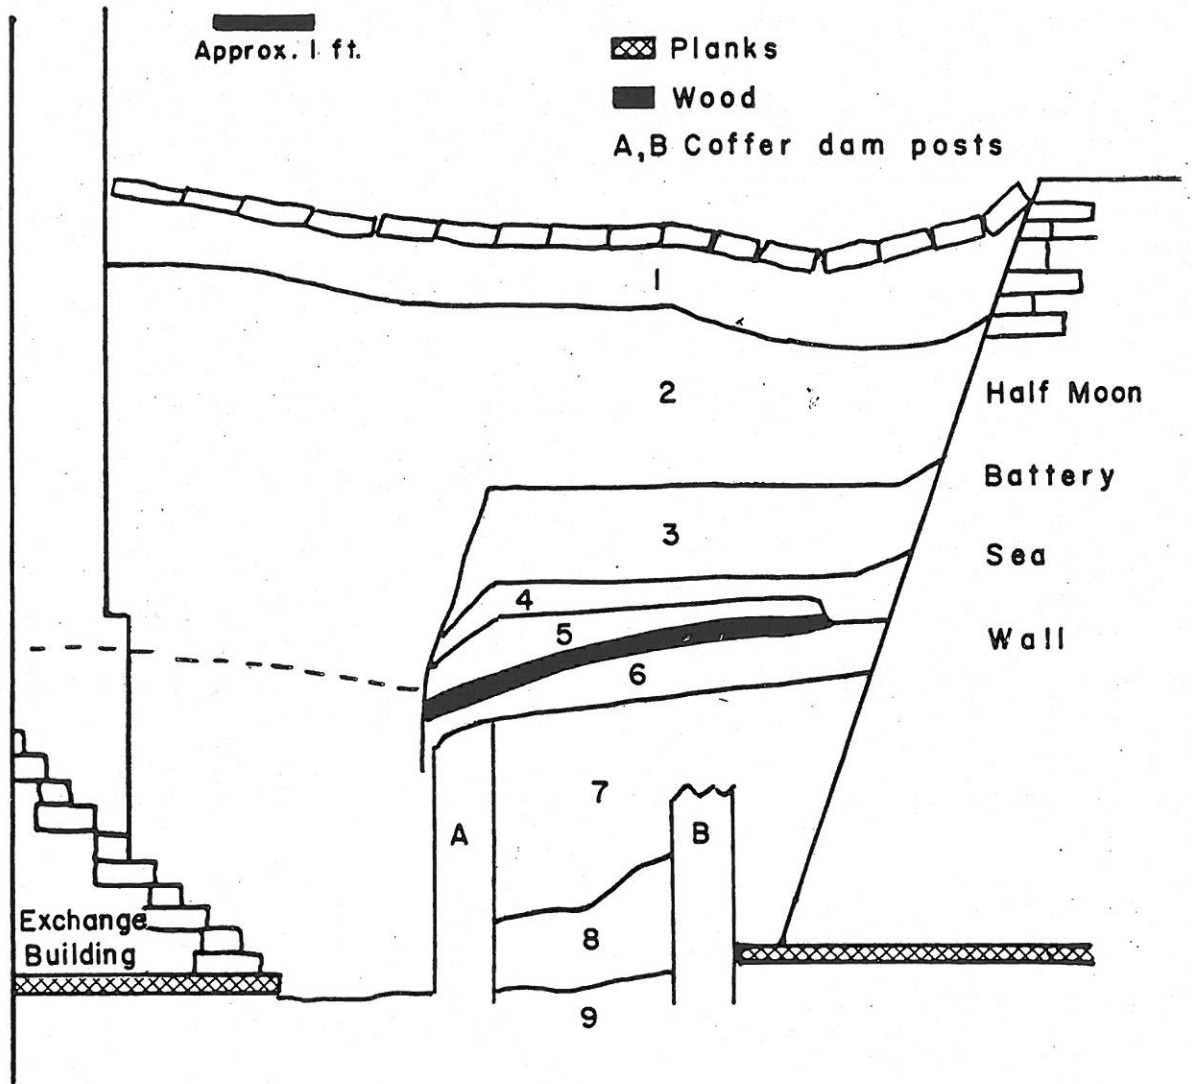 Approx. 1 ft.
Planks
Wood
A,B Coffer dam posts
1
2
Half Moon
Battery
3
Sea
4
5
Wall
6
7
A
B
Exchange
Building
8
9